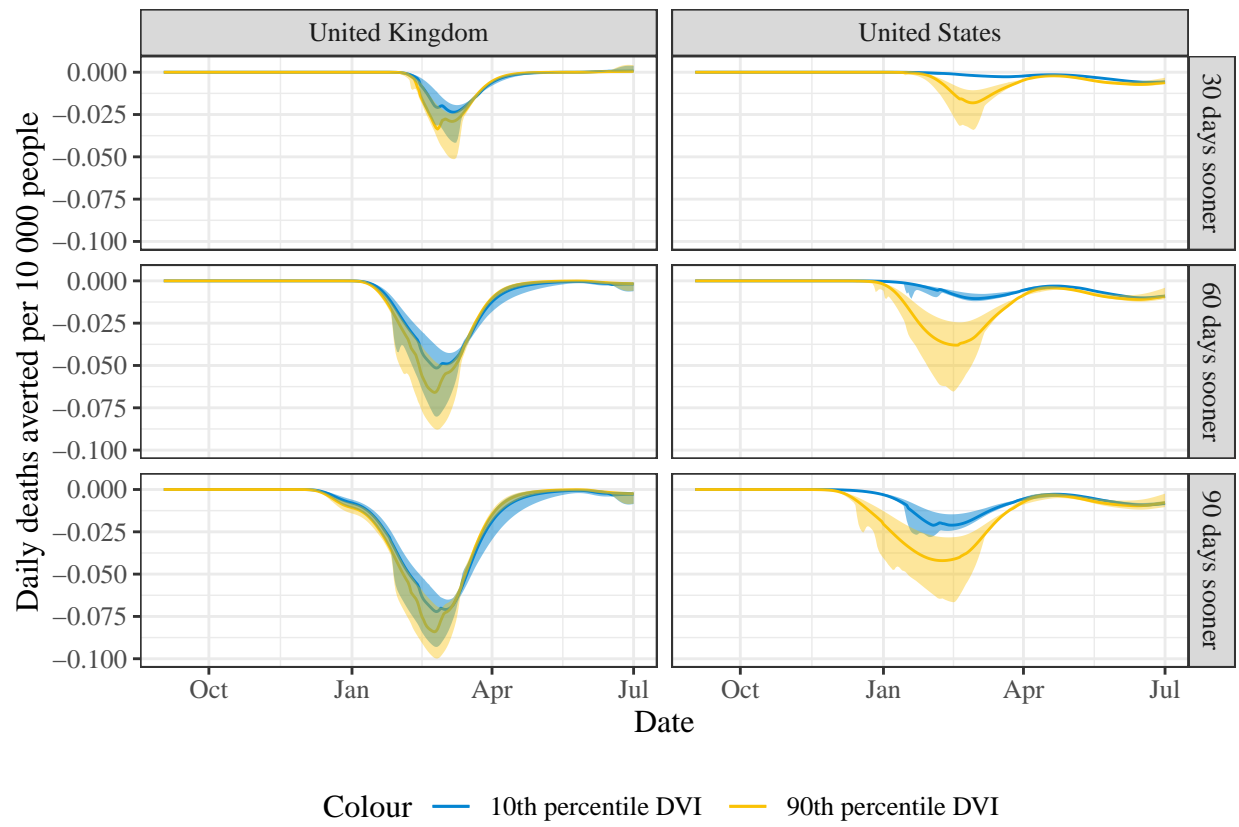 United Kingdom United States
Daily deaths averted per 10 000 people
0.000
−0.025
−0.050
−0.075
−0.100
30 days sooner
0.000
−0.025
−0.050
−0.075
−0.100
60 days sooner
0.000
−0.025
−0.050
−0.075
−0.100
90 days sooner
Oct Jan Apr Jul Oct Jan Apr Jul
Date
Colour 10th percentile DVI 90th percentile DVI